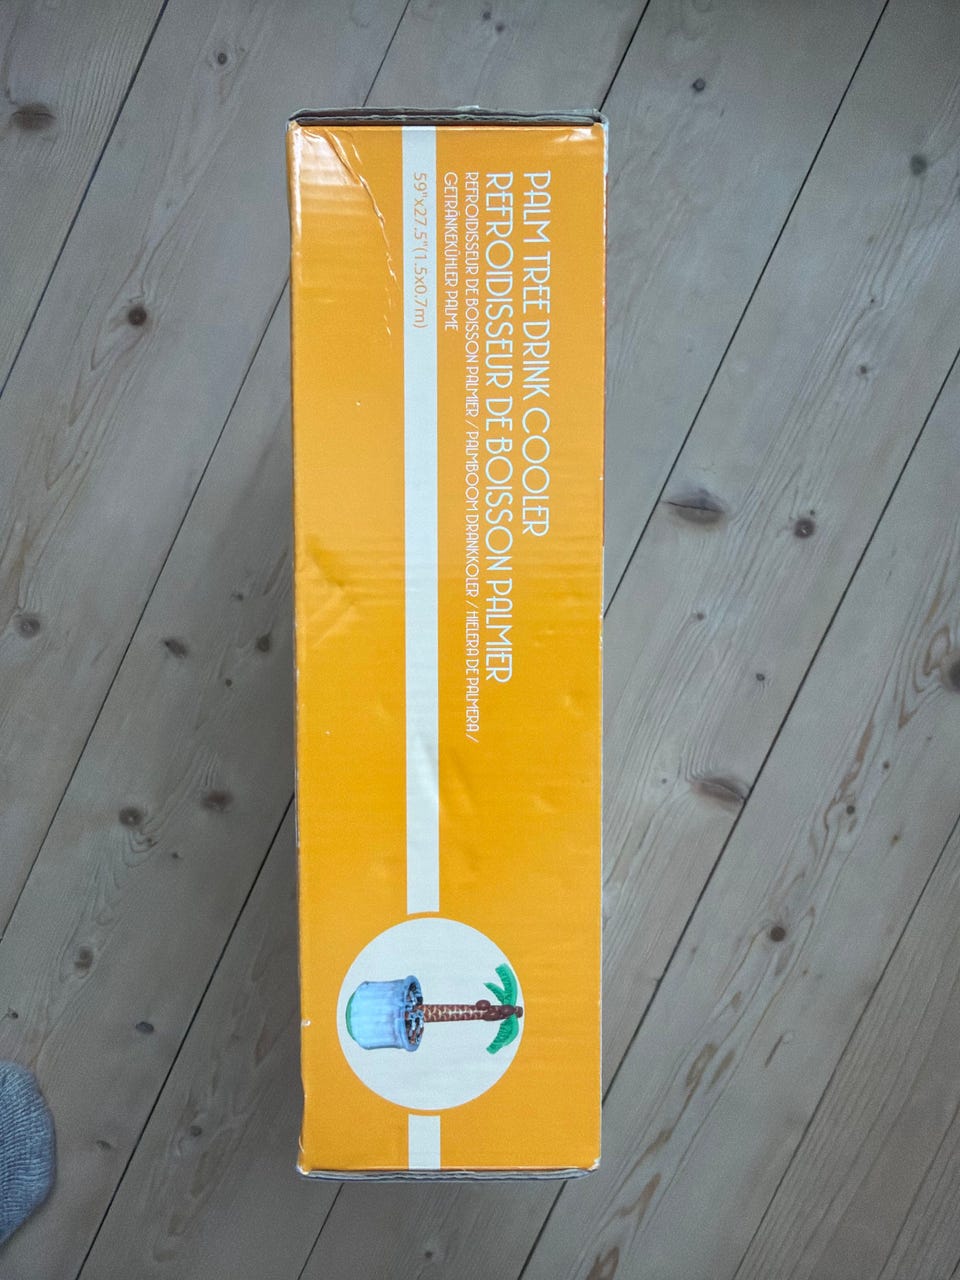 PALM TREE DRINK COOLER
REFROIDISSEUR DE BOISSON PALMIER
REFROIDISSEUR DE BOISSON PALMIER / PALMBOOM DRANKKOLER / HIELERA DE PALMERA /
GETRÄNKEKÜHLER PALME
59"x27.5"(1.5x0.7m)